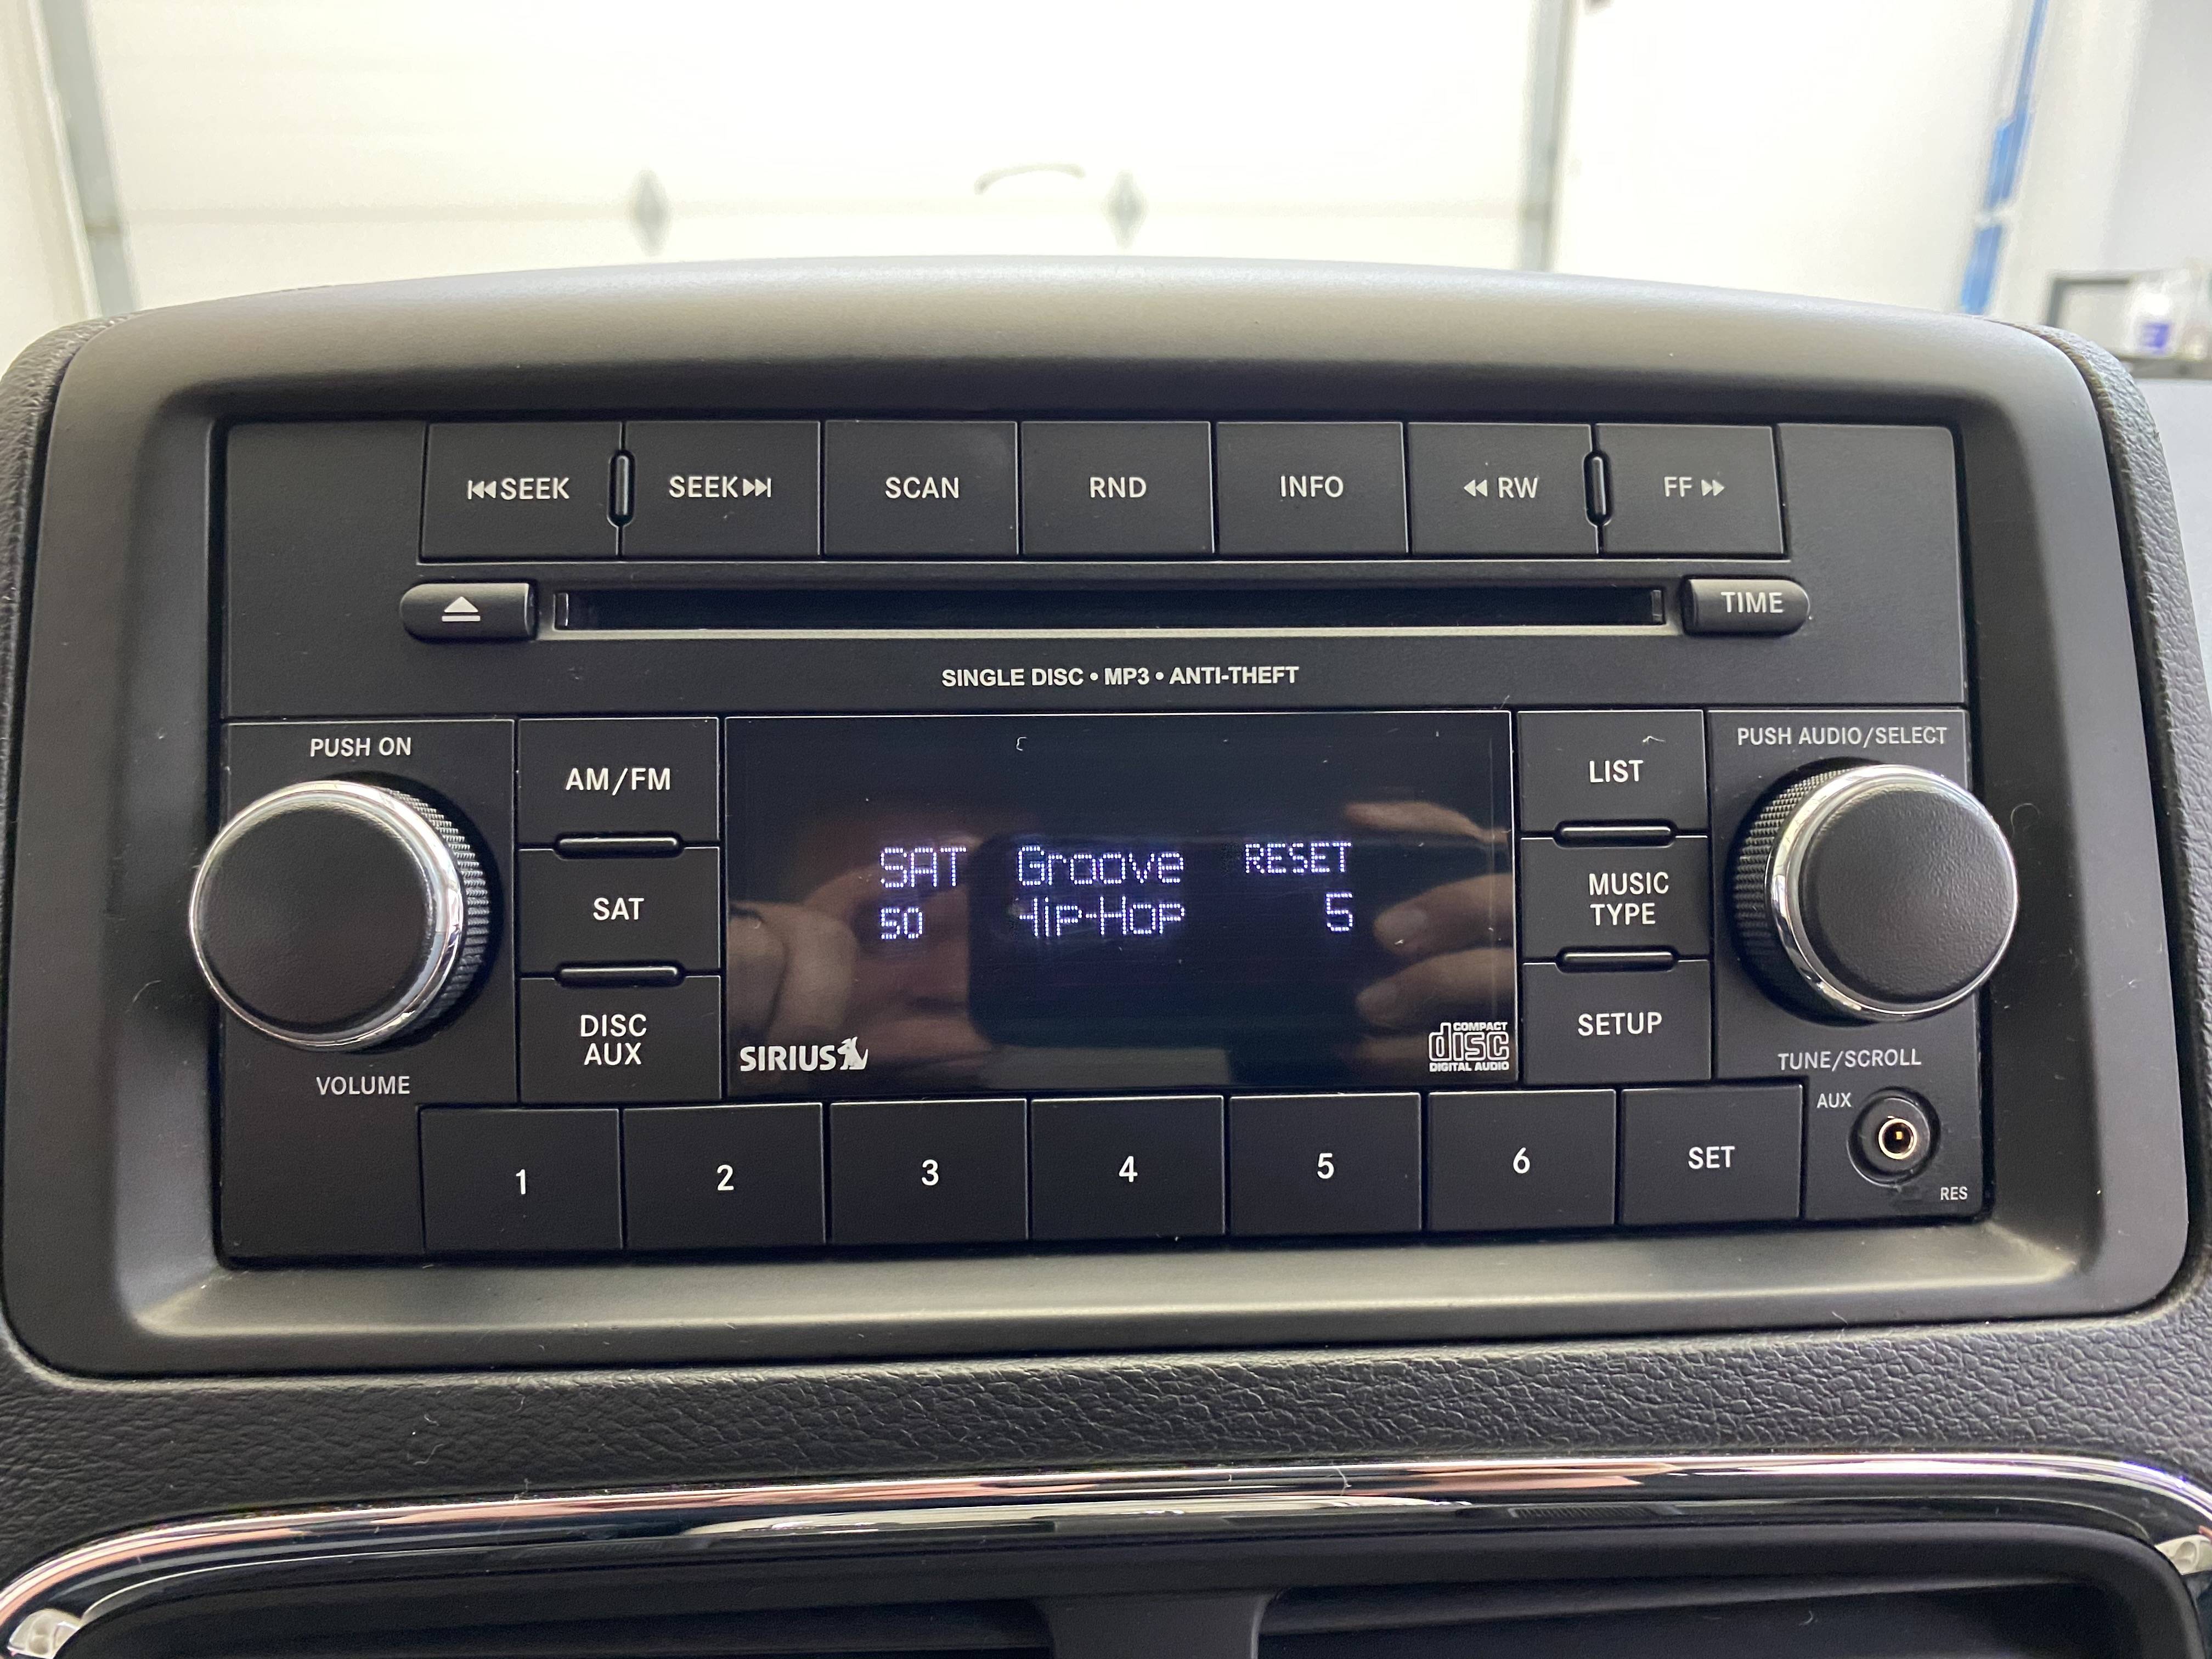 SEEK SEEK SCAN RND INFO RW FF
TIME
SINGLE DISC • MP3 • ANTI-THEFT
PUSH ON
VOLUME
AM/FM
SAT
DISC
AUX
SAT Groove RESET
50 Hip-Hop 5
SIRIUS
COMPACT
disc
DIGITAL AUDIO
LIST
MUSIC
TYPE
SETUP
PUSH AUDIO/SELECT
TUNE/SCROLL
1 2 3 4 5 6 SET
AUX
RES